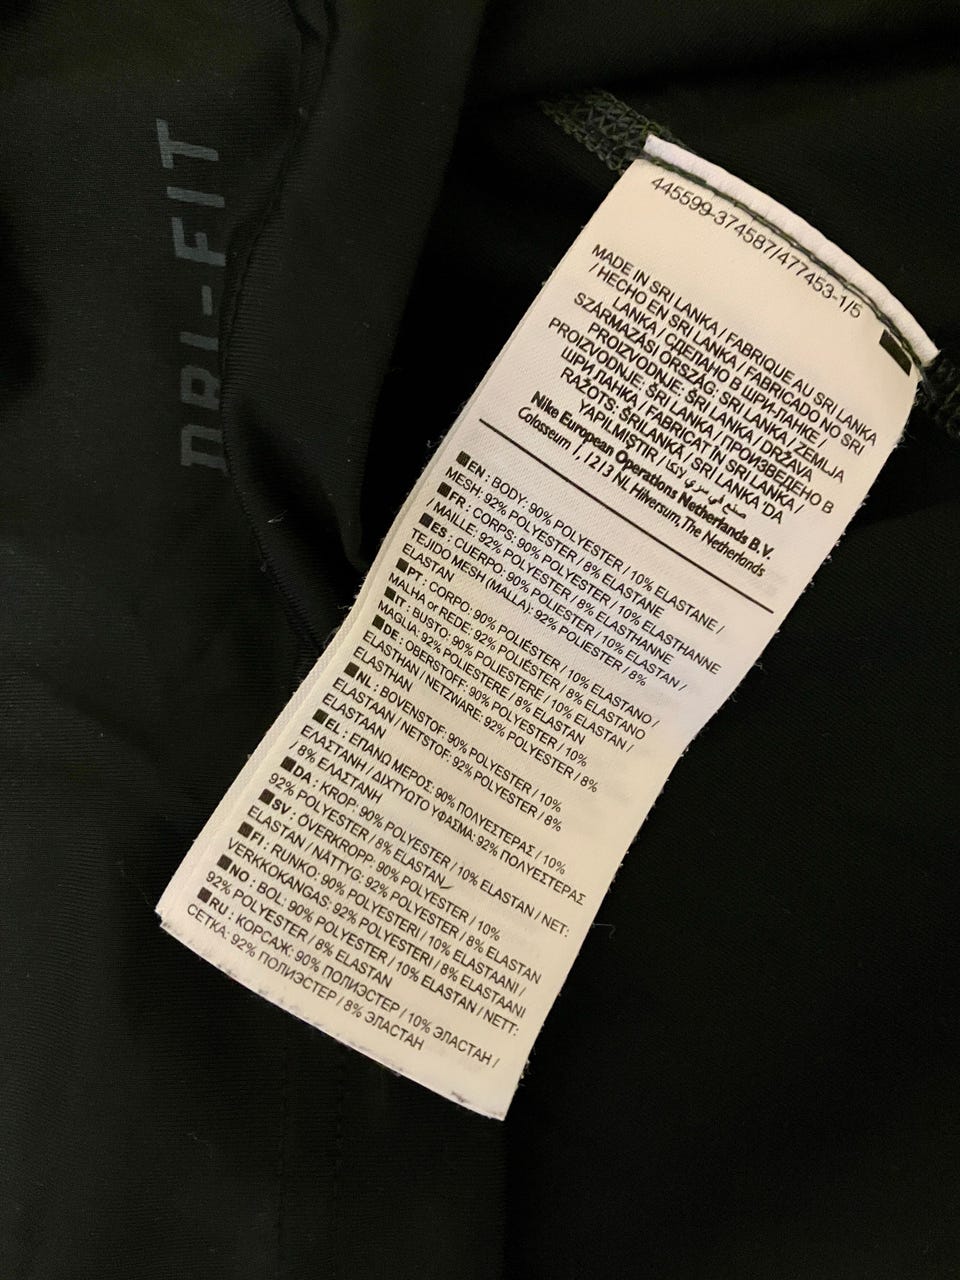 DRI-FIT
445599-374587/477453-1/5
MADE IN SRI LANKA / FABRIQUE AU SRI LANKA
/ HECHO EN SRI LANKA / FABRICADO NO SRI
LANKA / СДЕЛАНО В ШРИ-ЛАНКЕ /
SZÁRMAZÁSI ORSZÁG: SRI LANKA / ZEMLJA
PROIZVODNJE: ŠRI LANKA / DRŽAVA
PROIZVODNJE: ŠRI LANKA / ПРОИЗВЕДЕНО В
ШРИ ЛАНКА / FABRICAT ÎN SRI LANKA /
RAŽOTS: ŠRILANKA / SRI LANKA 'DA
YAPILMIŞTIR / صنع في سري لانكا
Nike European Operations Netherlands B.V.
Colosseum 1, 1213 NL Hilversum, The Netherlands
EN : BODY: 90% POLYESTER / 10% ELASTANE /
MESH: 92% POLYESTER / 8% ELASTANE
FR : CORPS: 90% POLYESTER / 10% ELASTHANNE
/ MAILLE: 92% POLYESTER / 8% ELASTHANNE
ES : CUERPO: 90% POLIÉSTER / 10% ELASTAN /
TEJIDO MESH (MALLA): 92% POLIÉSTER / 8%
ELASTAN
PT : CORPO: 90% POLIÉSTER / 10% ELASTANO /
MALHA or REDE: 92% POLIÉSTER / 8% ELASTANO
IT : BUSTO: 90% POLIESTERE / 10% ELASTAN /
MAGLIA: 92% POLIESTERE / 8% ELASTAN
DE : OBERSTOFF: 90% POLYESTER / 10%
ELASTHAN / NETZWARE: 92% POLYESTER / 8%
ELASTHAN
NL : BOVENSTOF: 90% POLYESTER / 10%
ELASTAAN / NETSTOF: 92% POLYESTER / 8%
ELASTAAN
EL : ΕΠΑΝΩ ΜΕΡΟΣ: 90% ΠΟΛΥΕΣΤΕΡΑΣ / 10%
ΕΛΑΣΤΑΝΗ / ΔΙΧΤΥΩΤΟ ΥΦΑΣΜΑ: 92% ΠΟΛΥΕΣΤΕΡΑΣ
/ 8% ΕΛΑΣΤΑΝΗ
DA : KROP: 90% POLYESTER / 10% ELASTAN / NET:
92% POLYESTER / 8% ELASTAN
SV : ÖVERKROPP: 90% POLYESTER / 10%
ELASTAN / NÄTTYG: 92% POLYESTER / 8% ELASTAN
FI : RUNKO: 90% POLYESTERI / 10% ELASTAANI /
VERKKOKANGAS: 92% POLYESTERI / 8% ELASTAANI
NO : BOL: 90% POLYESTER / 10% ELASTAN / NETT:
92% POLYESTER / 8% ELASTAN
RU : КОРСАЖ: 90% ПОЛИЭСТЕР / 10% ЭЛАСТАН /
СЕТКА: 92% ПОЛИЭСТЕР / 8% ЭЛАСТАН